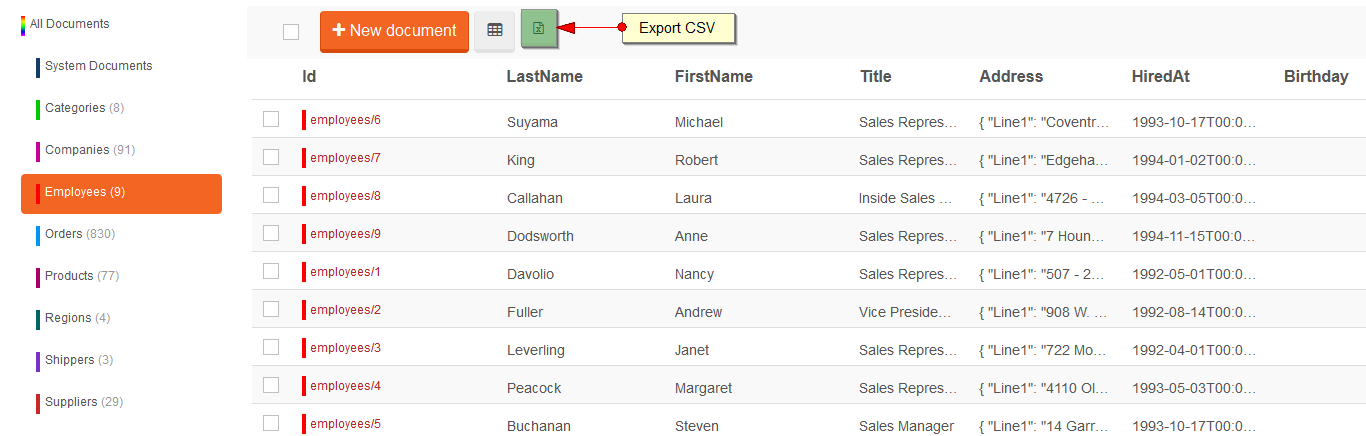 All Documents
System Documents
Categories (8)
Companies (91)
Employees (9)
Orders (830)
Products (77)
Regions (4)
Shippers (3)
Suppliers (29)
+ New document
Export CSV
Id LastName FirstName Title Address HiredAt Birthday
employees/6 Suyama Michael Sales Repres… { "Line1": "Coventr… 1993-10-17T00:0…
employees/7 King Robert Sales Repres… { "Line1": "Edgeha… 1994-01-02T00:0…
employees/8 Callahan Laura Inside Sales … { "Line1": "4726 - … 1994-03-05T00:0…
employees/9 Dodsworth Anne Sales Repres… { "Line1": "7 Houn… 1994-11-15T00:0…
employees/1 Davolio Nancy Sales Repres… { "Line1": "507 - 2… 1992-05-01T00:0…
employees/2 Fuller Andrew Vice Preside… { "Line1": "908 W. … 1992-08-14T00:0…
employees/3 Leverling Janet Sales Repres… { "Line1": "722 Mo… 1992-04-01T00:0…
employees/4 Peacock Margaret Sales Repres… { "Line1": "4110 Ol… 1993-05-03T00:0…
employees/5 Buchanan Steven Sales Manager { "Line1": "14 Garr… 1993-10-17T00:0…